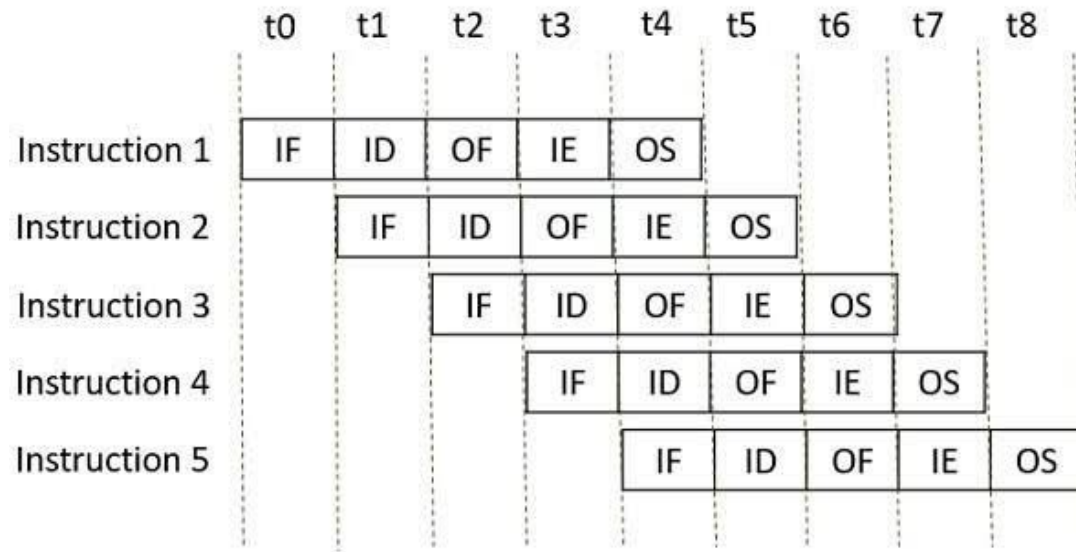 t0 t1 t2 t3 t4 t5 t6 t7 t8
Instruction 1 IF ID OF IE OS
Instruction 2 IF ID OF IE OS
Instruction 3 IF ID OF IE OS
Instruction 4 IF ID OF IE OS
Instruction 5 IF ID OF IE OS